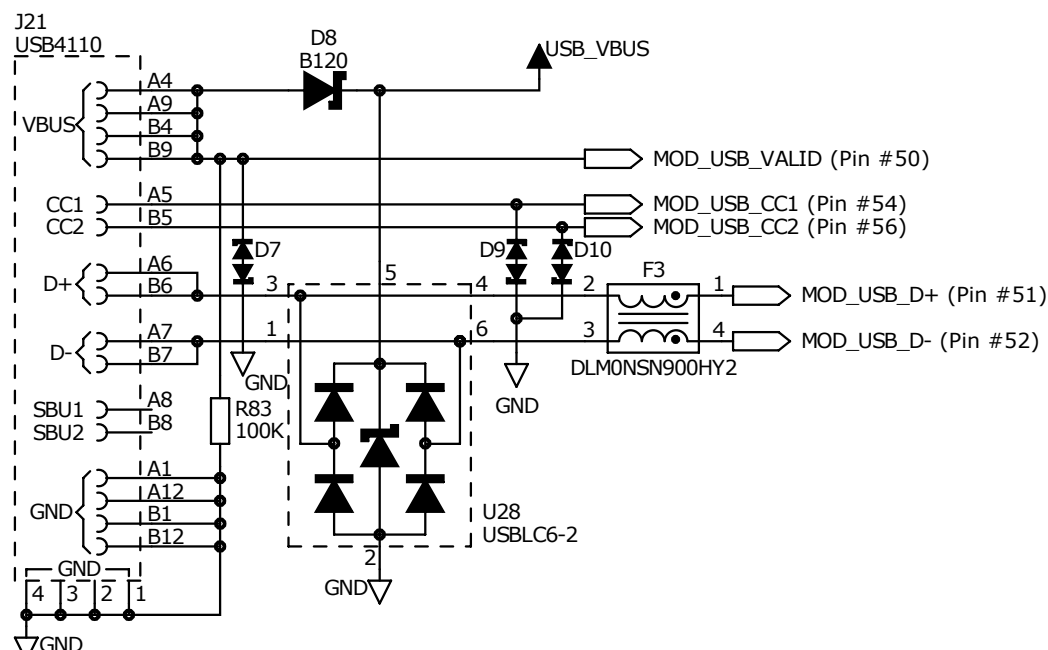 J21
USB4110
D8
B120
USB_VBUS
A4
A9
VBUS
B4
B9
MOD_USB_VALID (Pin #50)
CC1
A5
MOD_USB_CC1 (Pin #54)
CC2
B5
MOD_USB_CC2 (Pin #56)
D7
D9
D10
F3
5
A6
D+
B6
3
4
2
1
MOD_USB_D+ (Pin #51)
A7
D-
B7
1
6
3
4
MOD_USB_D- (Pin #52)
GND
DLM0NSN900HY2
GND
SBU1
A8
SBU2
B8
R83
100K
A1
A12
GND
B1
B12
U28
USBLC6-2
2
GND
GND
4
3
2
1
GND